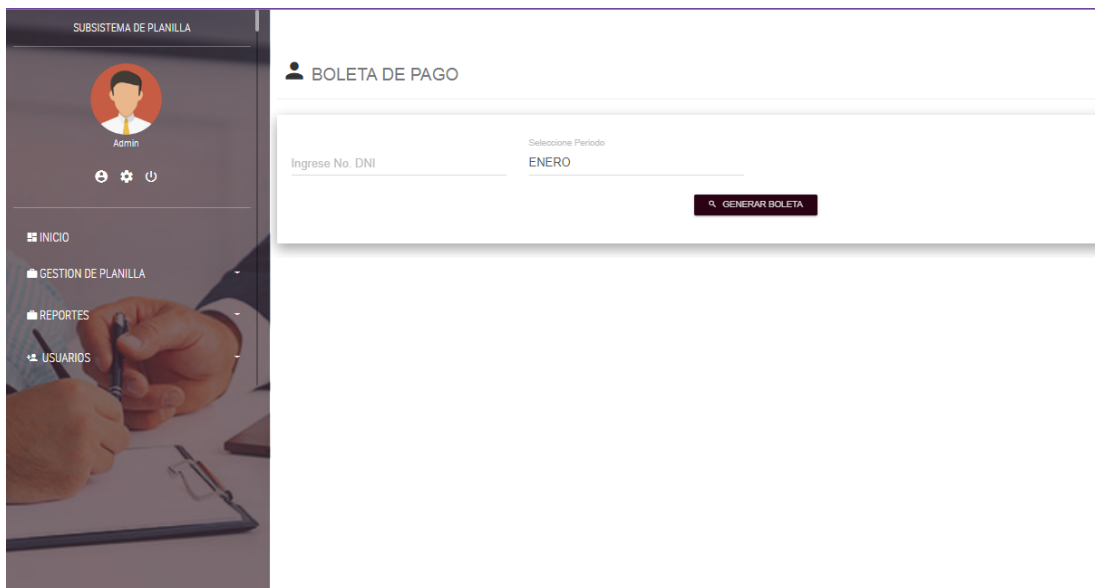 SUBSISTEMA DE PLANILLA
Admin
INICIO
GESTION DE PLANILLA
REPORTES
USUARIOS
BOLETA DE PAGO
Ingrese No. DNI
Seleccione Periodo
ENERO
GENERAR BOLETA